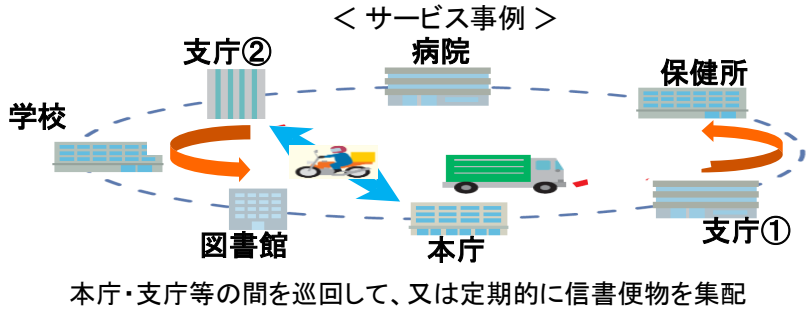 ＜ サービス事例 ＞
支庁②
病院
保健所
学校
図書館
本庁
支庁①
本庁・支庁等の間を巡回して、又は定期的に信書便物を集配